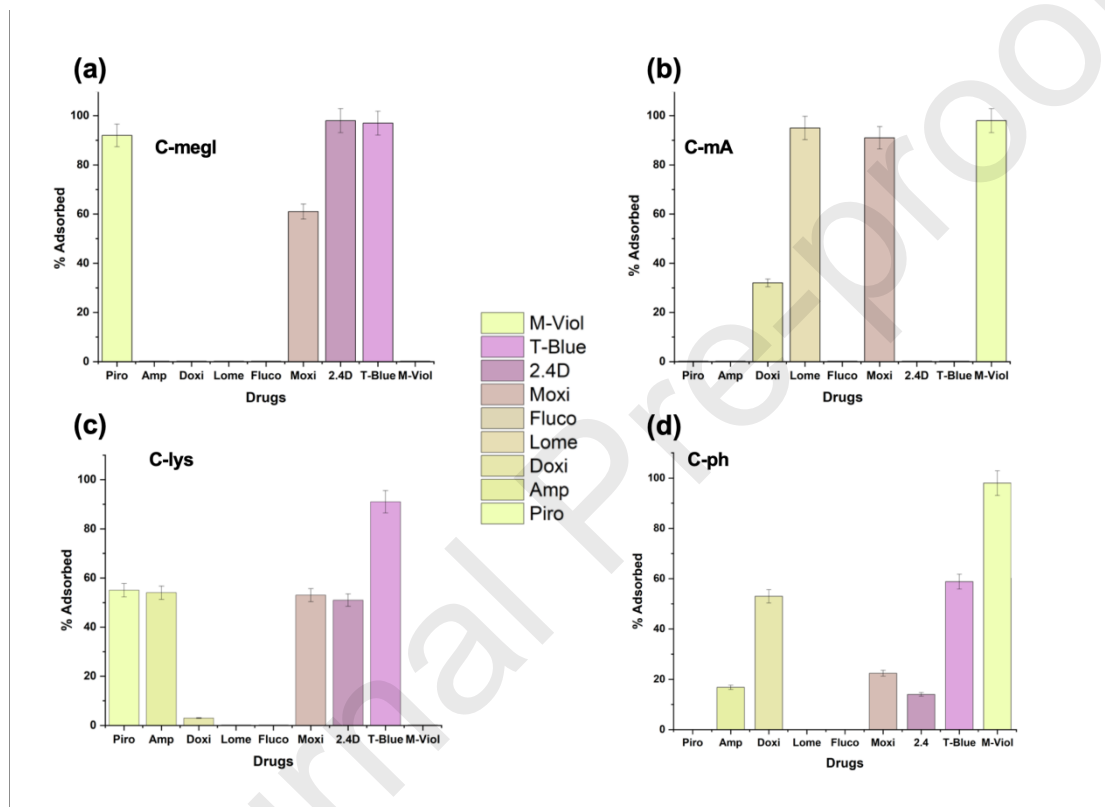 (a)
C-megl
% Adsorbed
100
80
60
40
20
0
Piro Amp Doxi Lome Fluco Moxi 2.4D T-Blue M-Viol
Drugs
(b)
C-mA
% Adsorbed
100
80
60
40
20
0
Piro Amp Doxi Lome Fluco Moxi 2.4D T-Blue M-Viol
Drugs
M-Viol
T-Blue
2.4D
Moxi
Fluco
Lome
Doxi
Amp
Piro
(c)
C-lys
% Adsorbed
100
80
60
40
20
0
Piro Amp Doxi Lome Fluco Moxi 2.4D T-Blue M-Viol
Drugs
(d)
C-ph
% Adsorbed
100
80
60
40
20
0
Piro Amp Doxi Lome Fluco Moxi 2.4 T-Blue M-Viol
Drugs
rnal Pre-proo